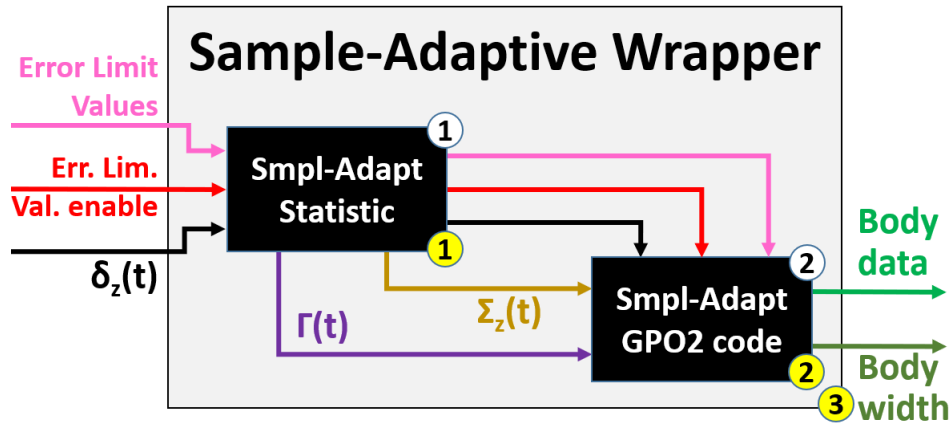 Sample-Adaptive Wrapper
Error Limit
Values
Err. Lim.
Val. enable
δz(t)
1
Smpl-Adapt
Statistic
1
Γ(t)
Σz(t)
2
Smpl-Adapt
GPO2 code
2
3
Body
data
Body
width